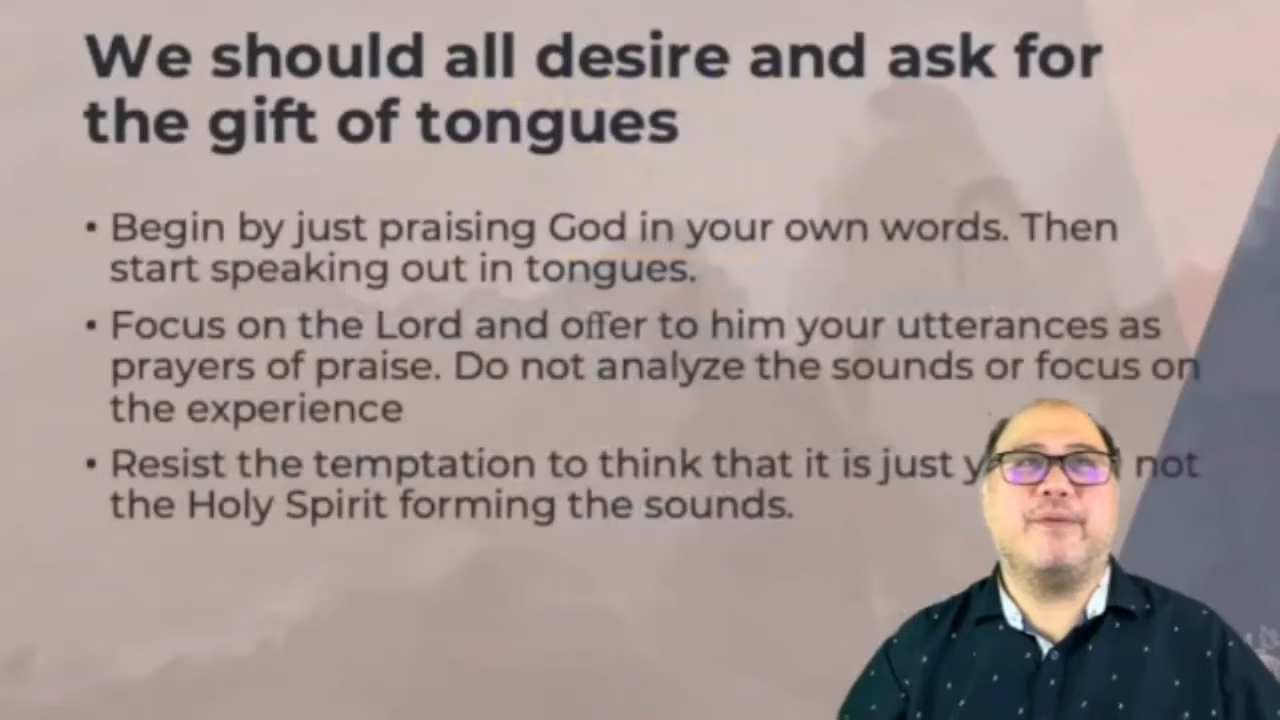 We should all desire and ask for
the gift of tongues
• Begin by just praising God in your own words. Then
start speaking out in tongues.
• Focus on the Lord and offer to him your utterances as
prayers of praise. Do not analyze the sounds or focus on
the experience
• Resist the temptation to think that it is just not
the Holy Spirit forming the sounds.